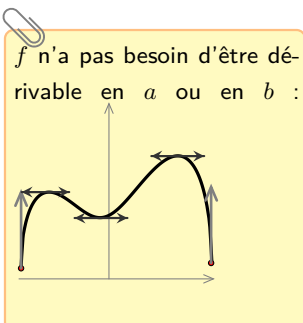 f n'a pas besoin d'être dé-
rivable en a ou en b :